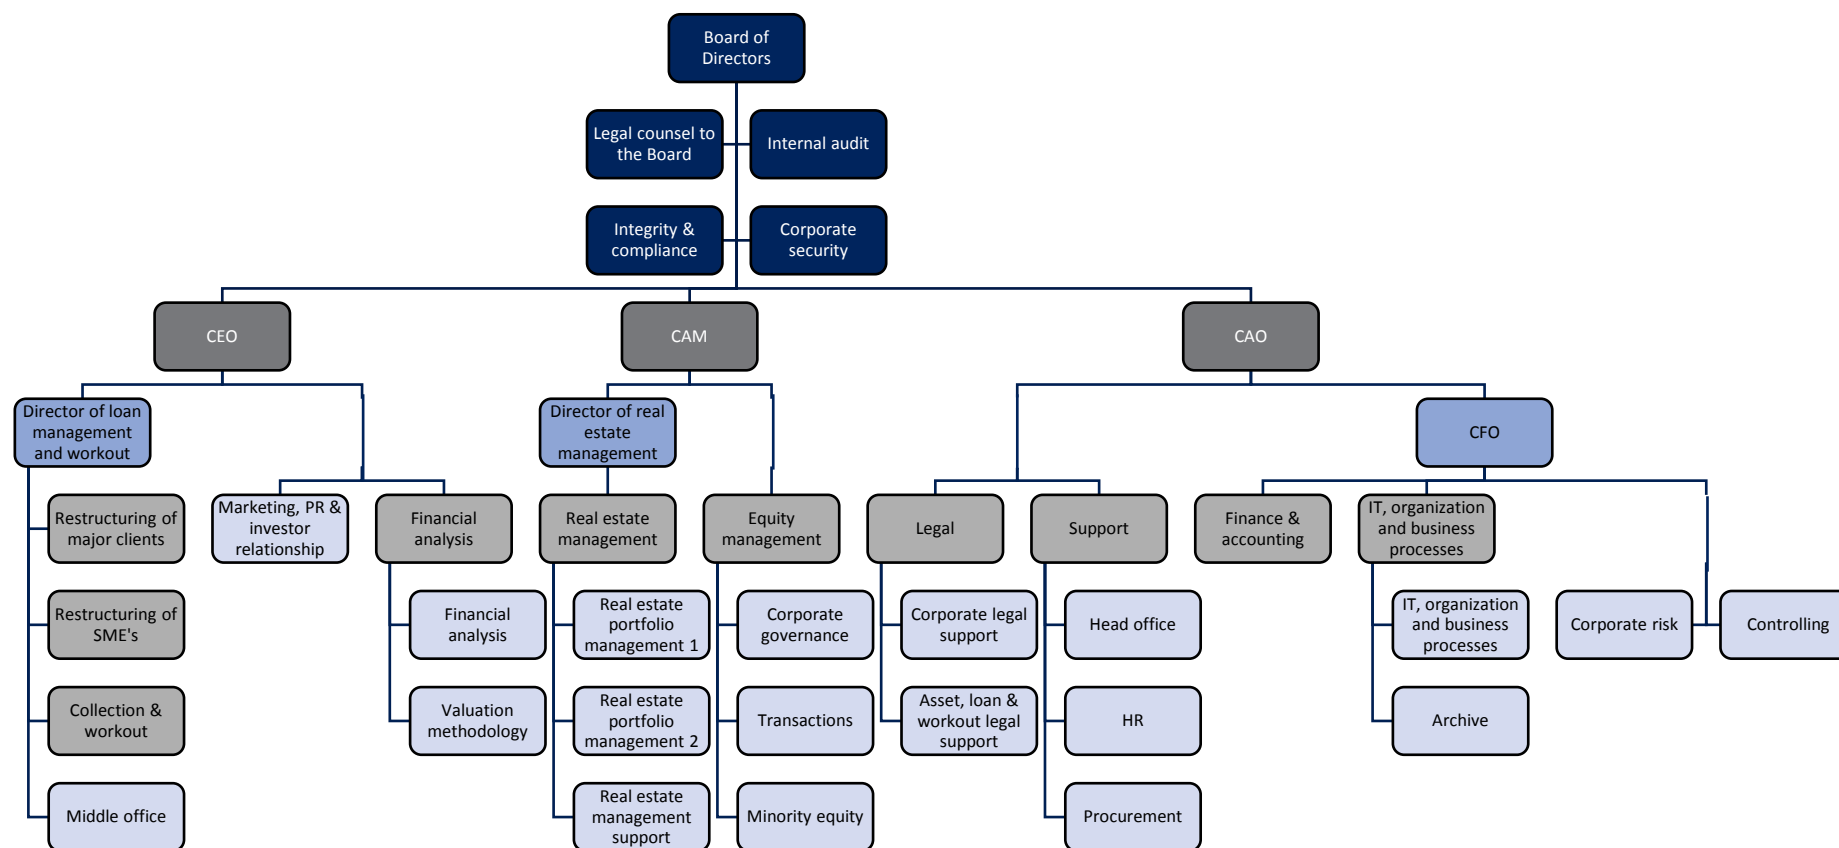 Board of
Directors
Legal counsel to
the Board
Internal audit
Integrity &
compliance
Corporate
security
CEO
CAM
CAO
Director of loan
management
and workout
Director of real
estate
management
CFO
Restructuring of
major clients
Marketing, PR &
investor
relationship
Financial
analysis
Real estate
management
Equity
management
Legal
Support
Finance &
accounting
IT, organization
and business
processes
Restructuring of
SME's
Financial
analysis
Real estate
portfolio
management 1
Corporate
governance
Corporate legal
support
Head office
IT, organization
and business
processes
Corporate risk
Controlling
Collection &
workout
Valuation
methodology
Real estate
portfolio
management 2
Transactions
Asset, loan &
workout legal
support
HR
Archive
Middle office
Real estate
management
support
Minority equity
Procurement